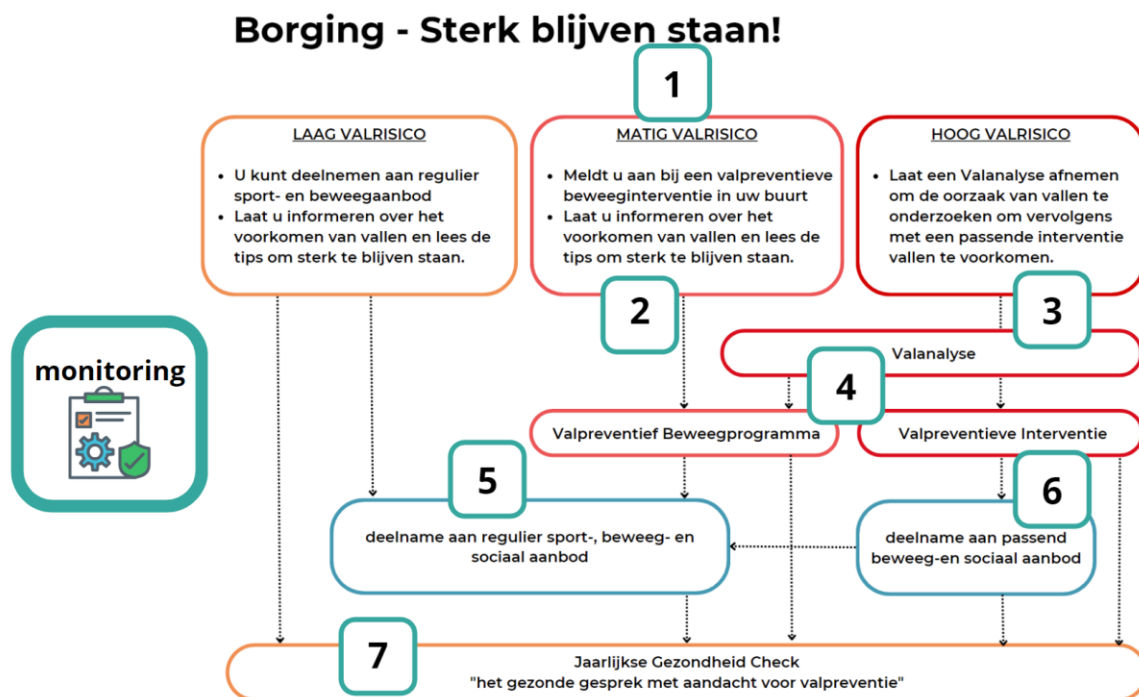 Borging - Sterk blijven staan!
1
LAAG VALRISICO
• U kunt deelnemen aan regulier
sport- en beweegaanbod
• Laat u informeren over het
voorkomen van vallen en lees de
tips om sterk te blijven staan.
MATIG VALRISICO
• Meldt u aan bij een valpreventieve
beweeginterventie in uw buurt
• Laat u informeren over het
voorkomen van vallen en lees de
tips om sterk te blijven staan.
HOOG VALRISICO
• Laat een Valanalyse afnemen
om de oorzaak van vallen te
onderzoeken om vervolgens
met een passende interventie
vallen te voorkomen.
2
3
monitoring
Valanalyse
4
Valpreventief Beweegprogramma
Valpreventieve Interventie
5
6
deelname aan regulier sport-, beweeg- en
sociaal aanbod
deelname aan passend
beweeg-en sociaal aanbod
7
Jaarlijkse Gezondheid Check
"het gezonde gesprek met aandacht voor valpreventie"